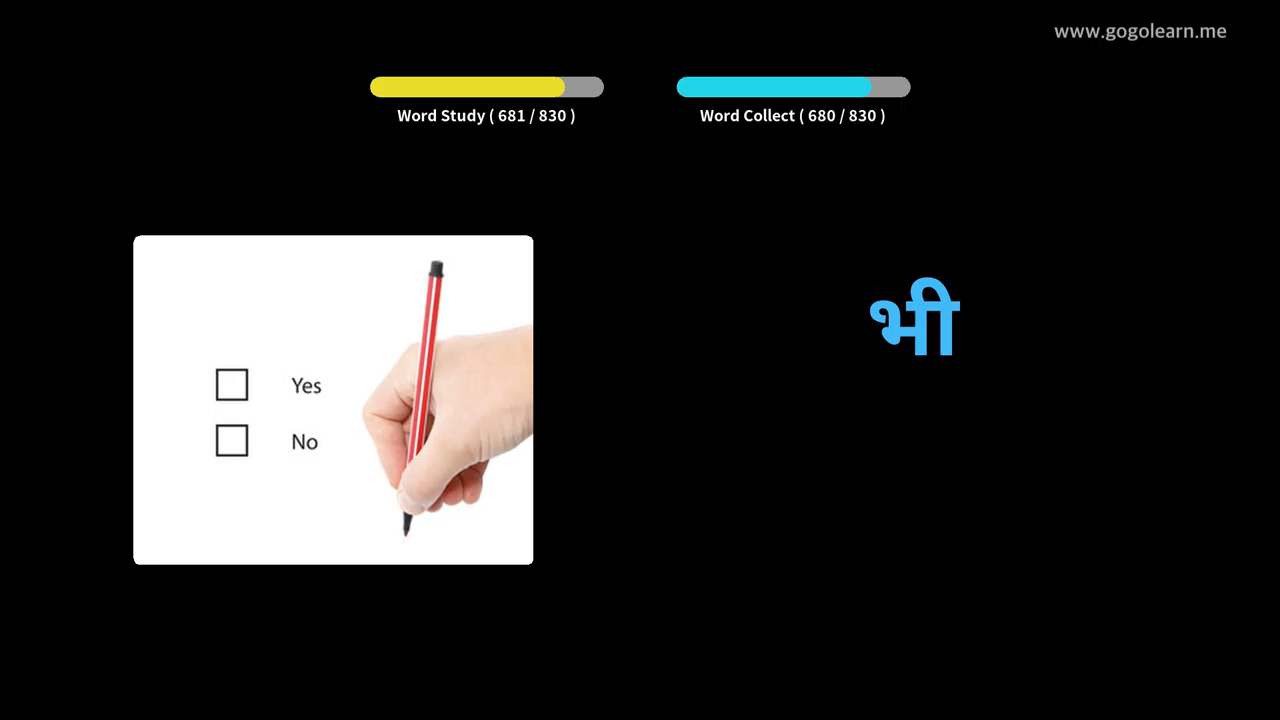 www.gogolearn.me
Word Study ( 681 / 830 )
Word Collect ( 680 / 830 )
भी
Yes
No